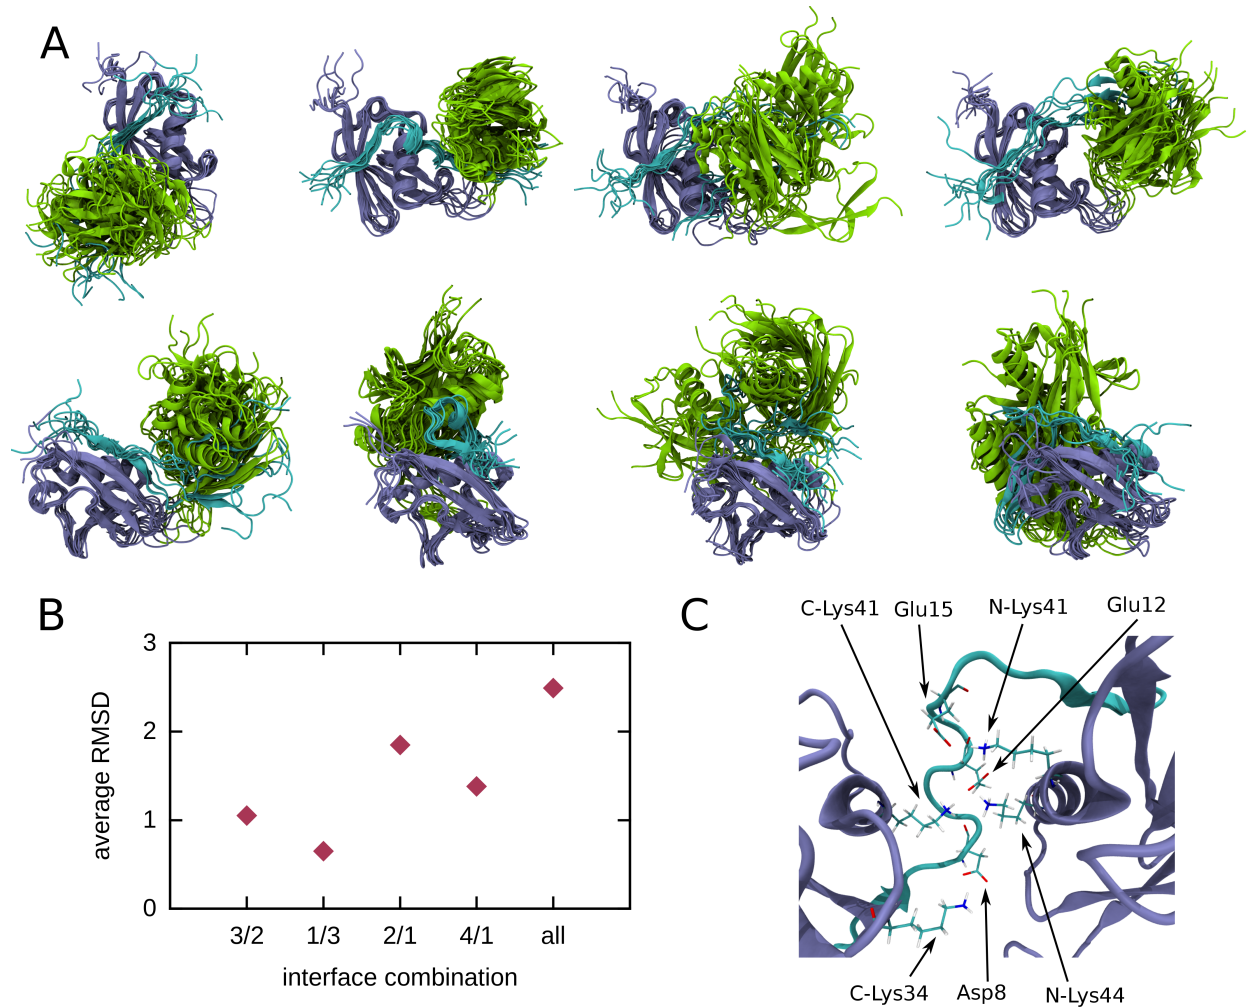 A
B
3
2
1
0
average RMSD
3/2 1/3 2/1 4/1 all
interface combination
C
C-Lys41 Glu15 N-Lys41 Glu12
C-Lys34 Asp8 N-Lys44